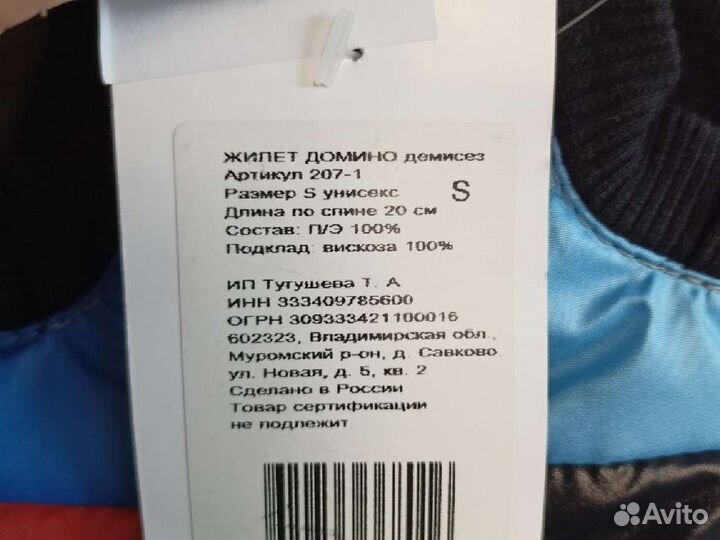 ЖИЛЕТ ДОМИНО демисез
Артикул 207-1
Размер S унисекс
S
Длина по спине 20 см
Состав: П/Э 100%
Подклад: вискоза 100%
ИП Тугушева Т. А
ИНН 333409785600
ОГРН 309333421100016
602323, Владимирская обл.,
Муромский р-он, д. Савково,
ул. Новая, д. 5, кв. 2
Сделано в России
Товар сертификации
не подлежит
Avito